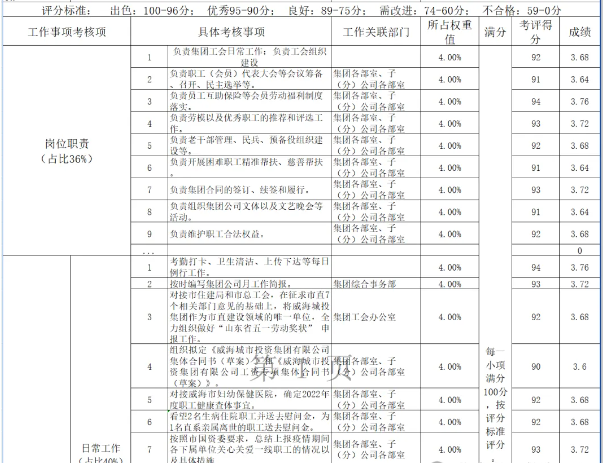 评分标准： 出色：100-96分； 优秀95-90分； 良好：89-75分； 需改进：74-60分； 不合格：59-0分
工作事项考核项 具体考核事项 工作关联部门 所占权重值 满分 考评得分 成绩
岗位职责
（占比36%）
1 负责集团工会日常工作；负责工会组织建设 4.00% 92 3.68
2 负责职工（会员）代表大会等会议筹备、召开、民主选举等。 集团各部室、子（分）公司各部室 4.00% 91 3.64
3 负责员工互助保险等会员劳动福利制度落实。 集团各部室、子（分）公司各部室 4.00% 94 3.76
4 负责劳模以及优秀职工的推荐和评选工作。 集团各部室、子（分）公司各部室 4.00% 93 3.72
5 负责老干部管理、民兵、预备役组织建设等。 集团各部室、子（分）公司各部室 4.00% 92 3.68
6 负责开展困难职工精准帮扶、慈善帮扶。 集团各部室、子（分）公司各部室 4.00% 91 3.64
7 负责集团合同的签订、续签和履行。 集团各部室、子（分）公司各部室 4.00% 93 3.72
8 负责组织集团公司文体以及文艺晚会等活动。 集团各部室、子（分）公司各部室 4.00% 91 3.64
9 负责维护职工合法权益。 集团各部室、子（分）公司各部室 4.00% 92 3.68
... 0
日常工作
（占比40%）
1 考勤打卡、卫生清洁、上传下达等每日例行工作。 4.00% 94 3.76
2 按时编写集团公司月工作简报。 集团综合事务部 4.00% 93 3.72
3 对接市住建局和市总工会，在征求市直7个相关部门意见的基础上，将威海城投集团作为市直建设领域的唯一单位，全力组织做好“山东省五一劳动奖状”申报工作。 集团工会办公室 4.00% 92 3.68
4 组织拟定《威海城市投资集团有限公司集体合同书（草案）》和《威海城市投资集团有限公司工资专项集体合同书（草案）》。 集团各部室、子（分）公司各部室 4.00% 90 3.6
5 对接威海市妇幼保健医院，确定2022年度职工健康查体事宜。 集团各部室、子（分）公司各部室 4.00% 92 3.68
6 看望2名生病住院职工并送去慰问金，为1名直系亲属离世的职工送去慰问金。 集团各部室、子（分）公司各部室 4.00% 92 3.68
7 按照市国资委要求，总结上报疫情期间各下属单位关心关爱一线职工的情况以及具体措施 集团各部室、子（分）公司各部室 4.00% 93 3.72
每一小项满分100分，按评分标准评分
第 1 页